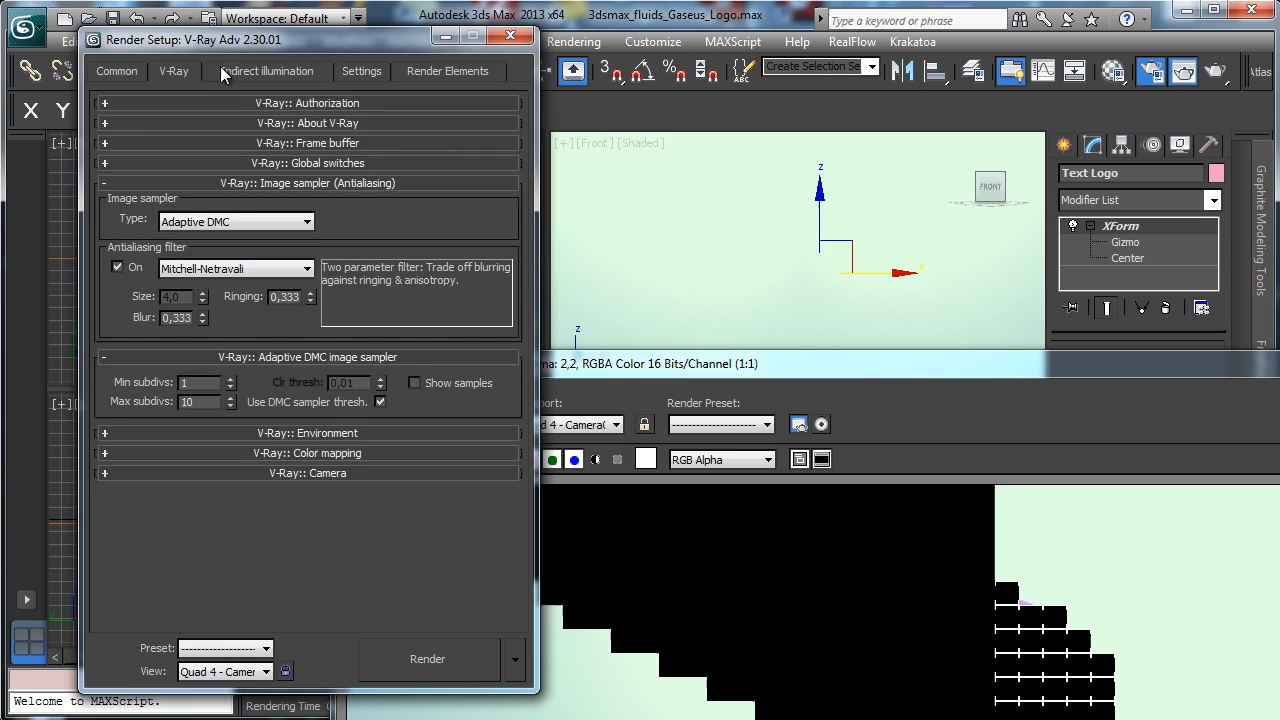 Workspace: Default
Autodesk 3ds Max 2013 x64
3dsmax_fluids_Gaseus_Logo.max
Type a keyword or phrase
Render Setup: V-Ray Adv 2.30.01
Rendering
Animation
MAXScript
Help
RealFlow
Krakatoa
Common
V-Ray
Indirect illumination
Settings
Render Elements
Create Selection Se
Atlas
X
Y
V-Ray:: Authorization
V-Ray:: About V-Ray
V-Ray:: Frame buffer
V-Ray:: Global switches
V-Ray:: Image sampler (Antialiasing)
Image sampler
Type:
Adaptive DMC
Antialiasing filter
On
Mitchell-Netravali
Two parameter filter: Trade off blurring
against ringing & anisotropy.
Size:
4,0
Ringing:
0,333
Blur:
0,333
V-Ray:: Adaptive DMC image sampler
Min subdivs:
1
Clr thresh:
0,01
Show samples
Max subdivs:
10
Use DMC sampler thresh.
V-Ray:: Environment
V-Ray:: Color mapping
V-Ray:: Camera
Preset:
--------------------
View:
Quad 4 - Camer
Render
[+] [Front ] [Shaded ]
z
x
FRONT
z
Text Logo
Modifier List
XForm
Gizmo
Center
Graphite Modeling Tools
ma: 2,2, RGBA Color 16 Bits/Channel (1:1)
port:
Render Preset:
d 4 - Camera(
--------------------
RGB Alpha
Welcome to MAXScript.
Rendering Time